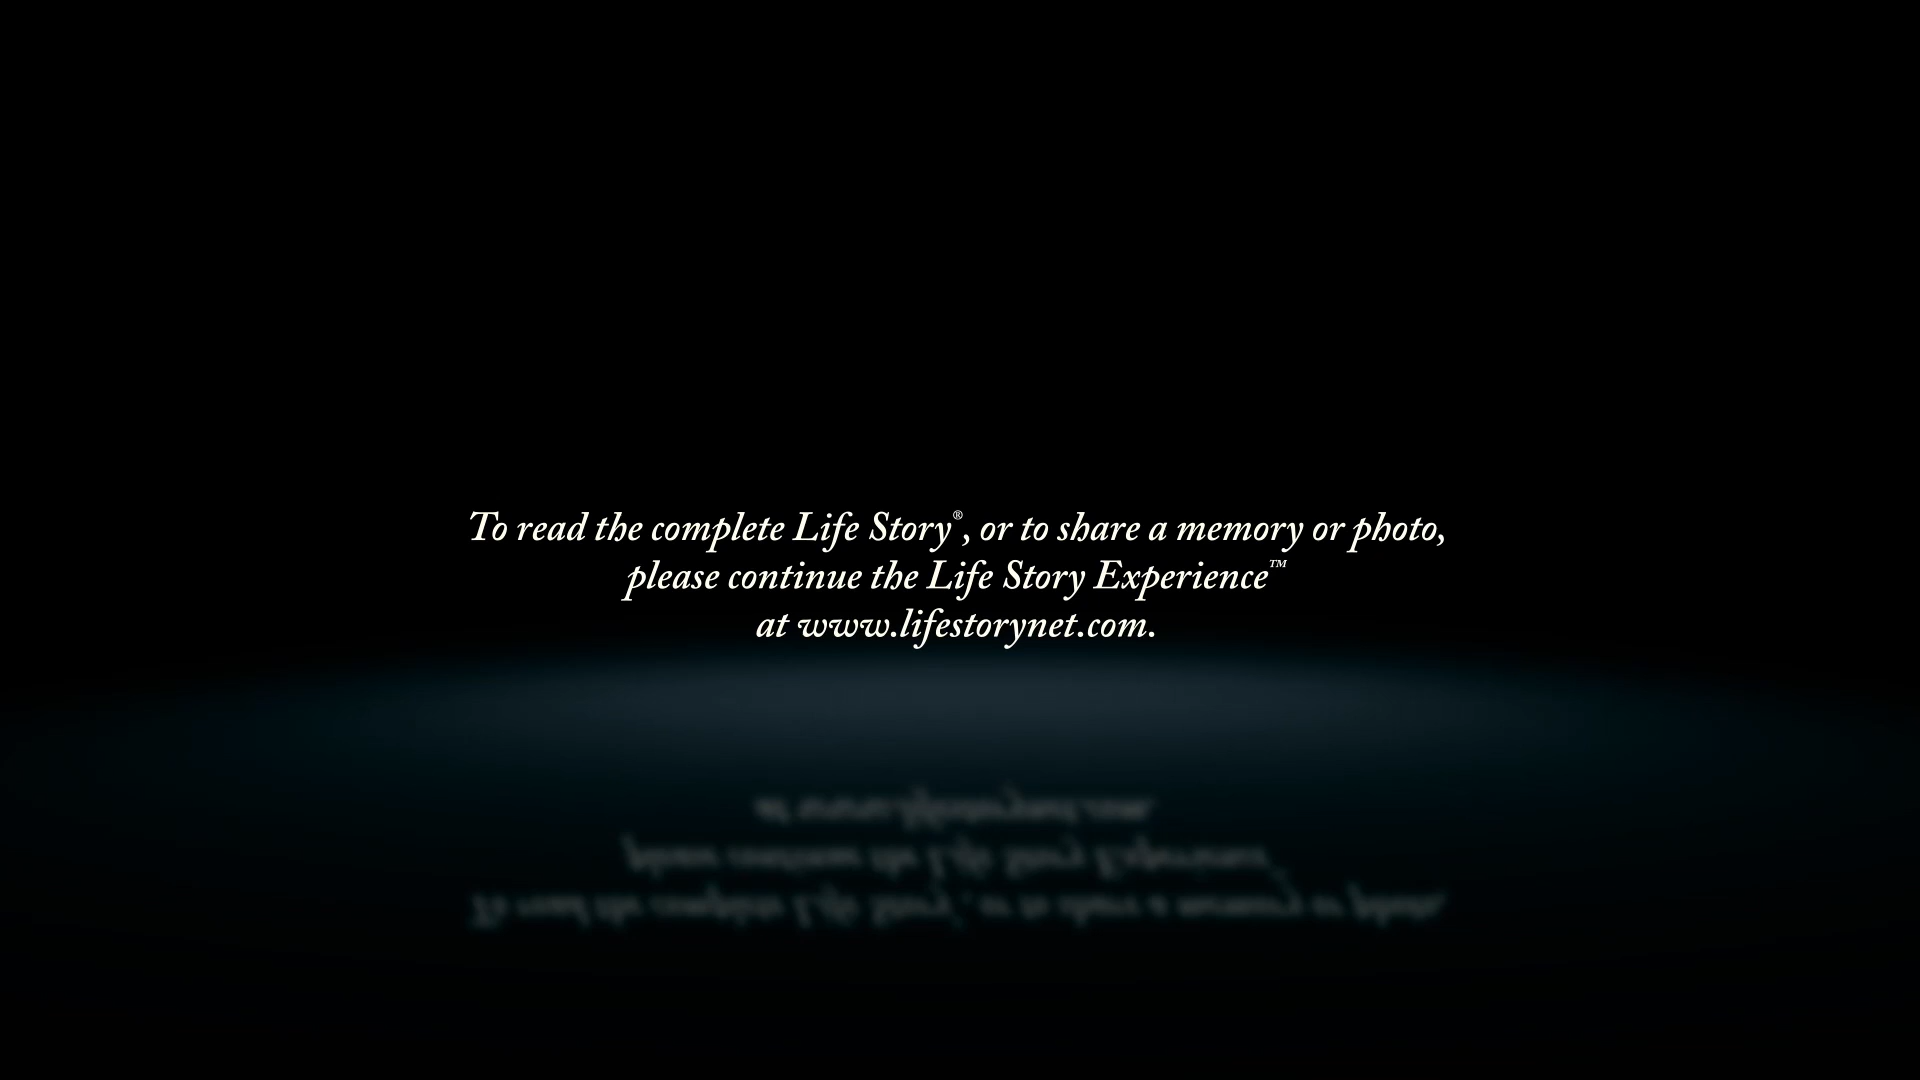 To read the complete Life Story®, or to share a memory or photo,
please continue the Life Story Experience™
at www.lifestorynet.com.